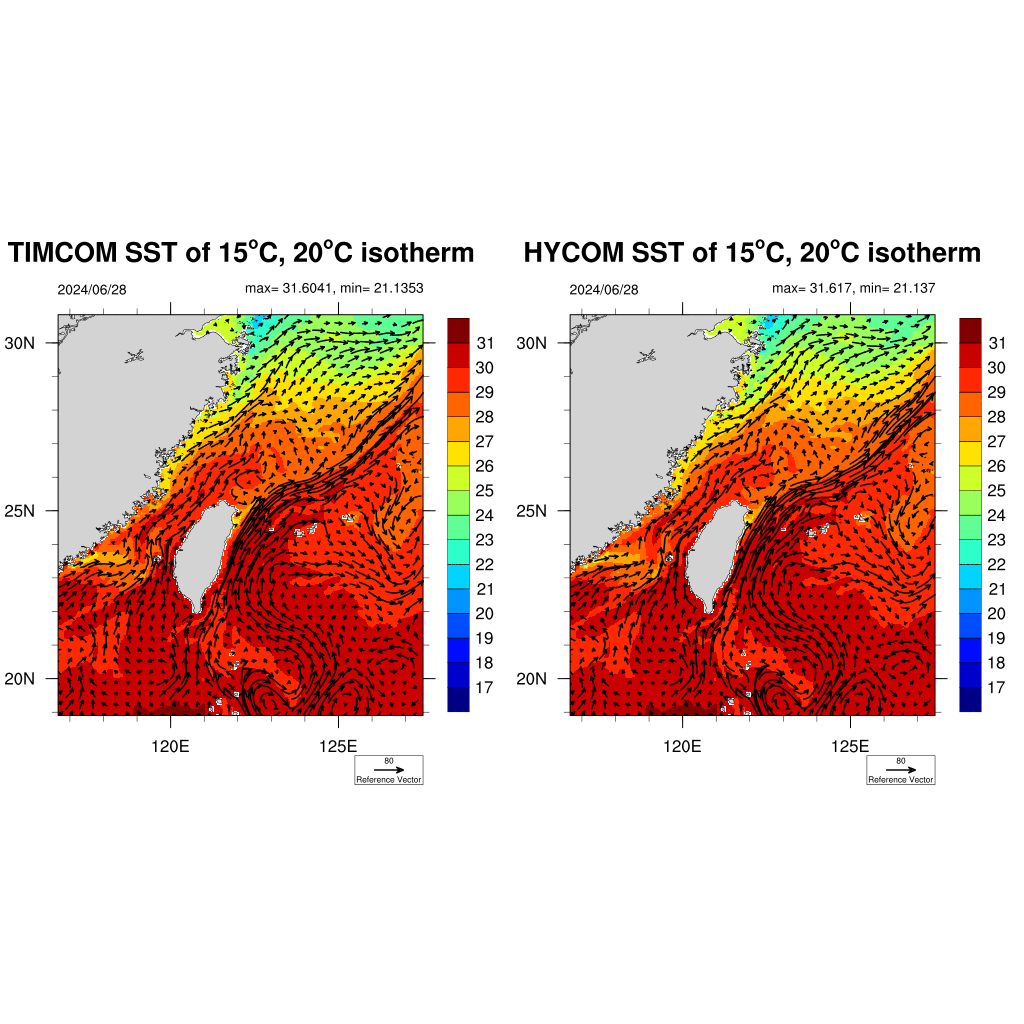 TIMCOM SST of 15°C, 20°C isotherm
2024/06/28
max= 31.6041, min= 21.1353
30N
25N
20N
120E
125E
31
30
29
28
27
26
25
24
23
22
21
20
19
18
17
80
Reference Vector
HYCOM SST of 15°C, 20°C isotherm
2024/06/28
max= 31.617, min= 21.137
30N
25N
20N
120E
125E
31
30
29
28
27
26
25
24
23
22
21
20
19
18
17
80
Reference Vector